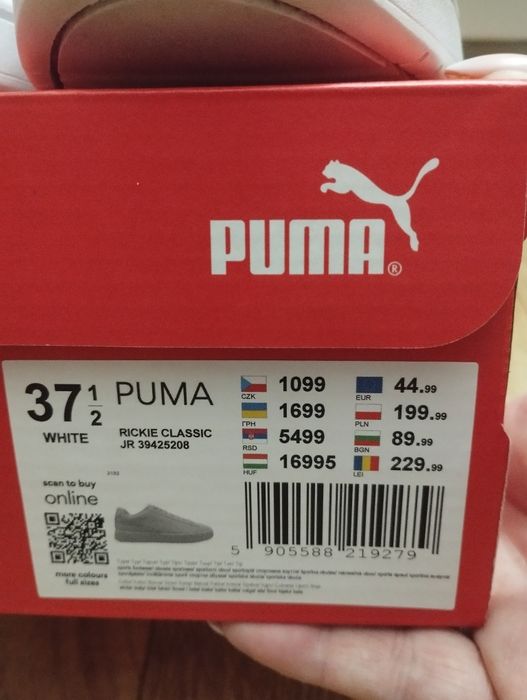 PUMA®
37 1/2
WHITE
PUMA
RICKIE CLASSIC
JR 39425208
CZK 1099
ГРН 1699
RSD 5499
HUF 16995
EUR 44.99
PLN 199.99
BGN 89.99
LEI 229.99
scan to buy
online
more colours
full sizes
5 905588 219279